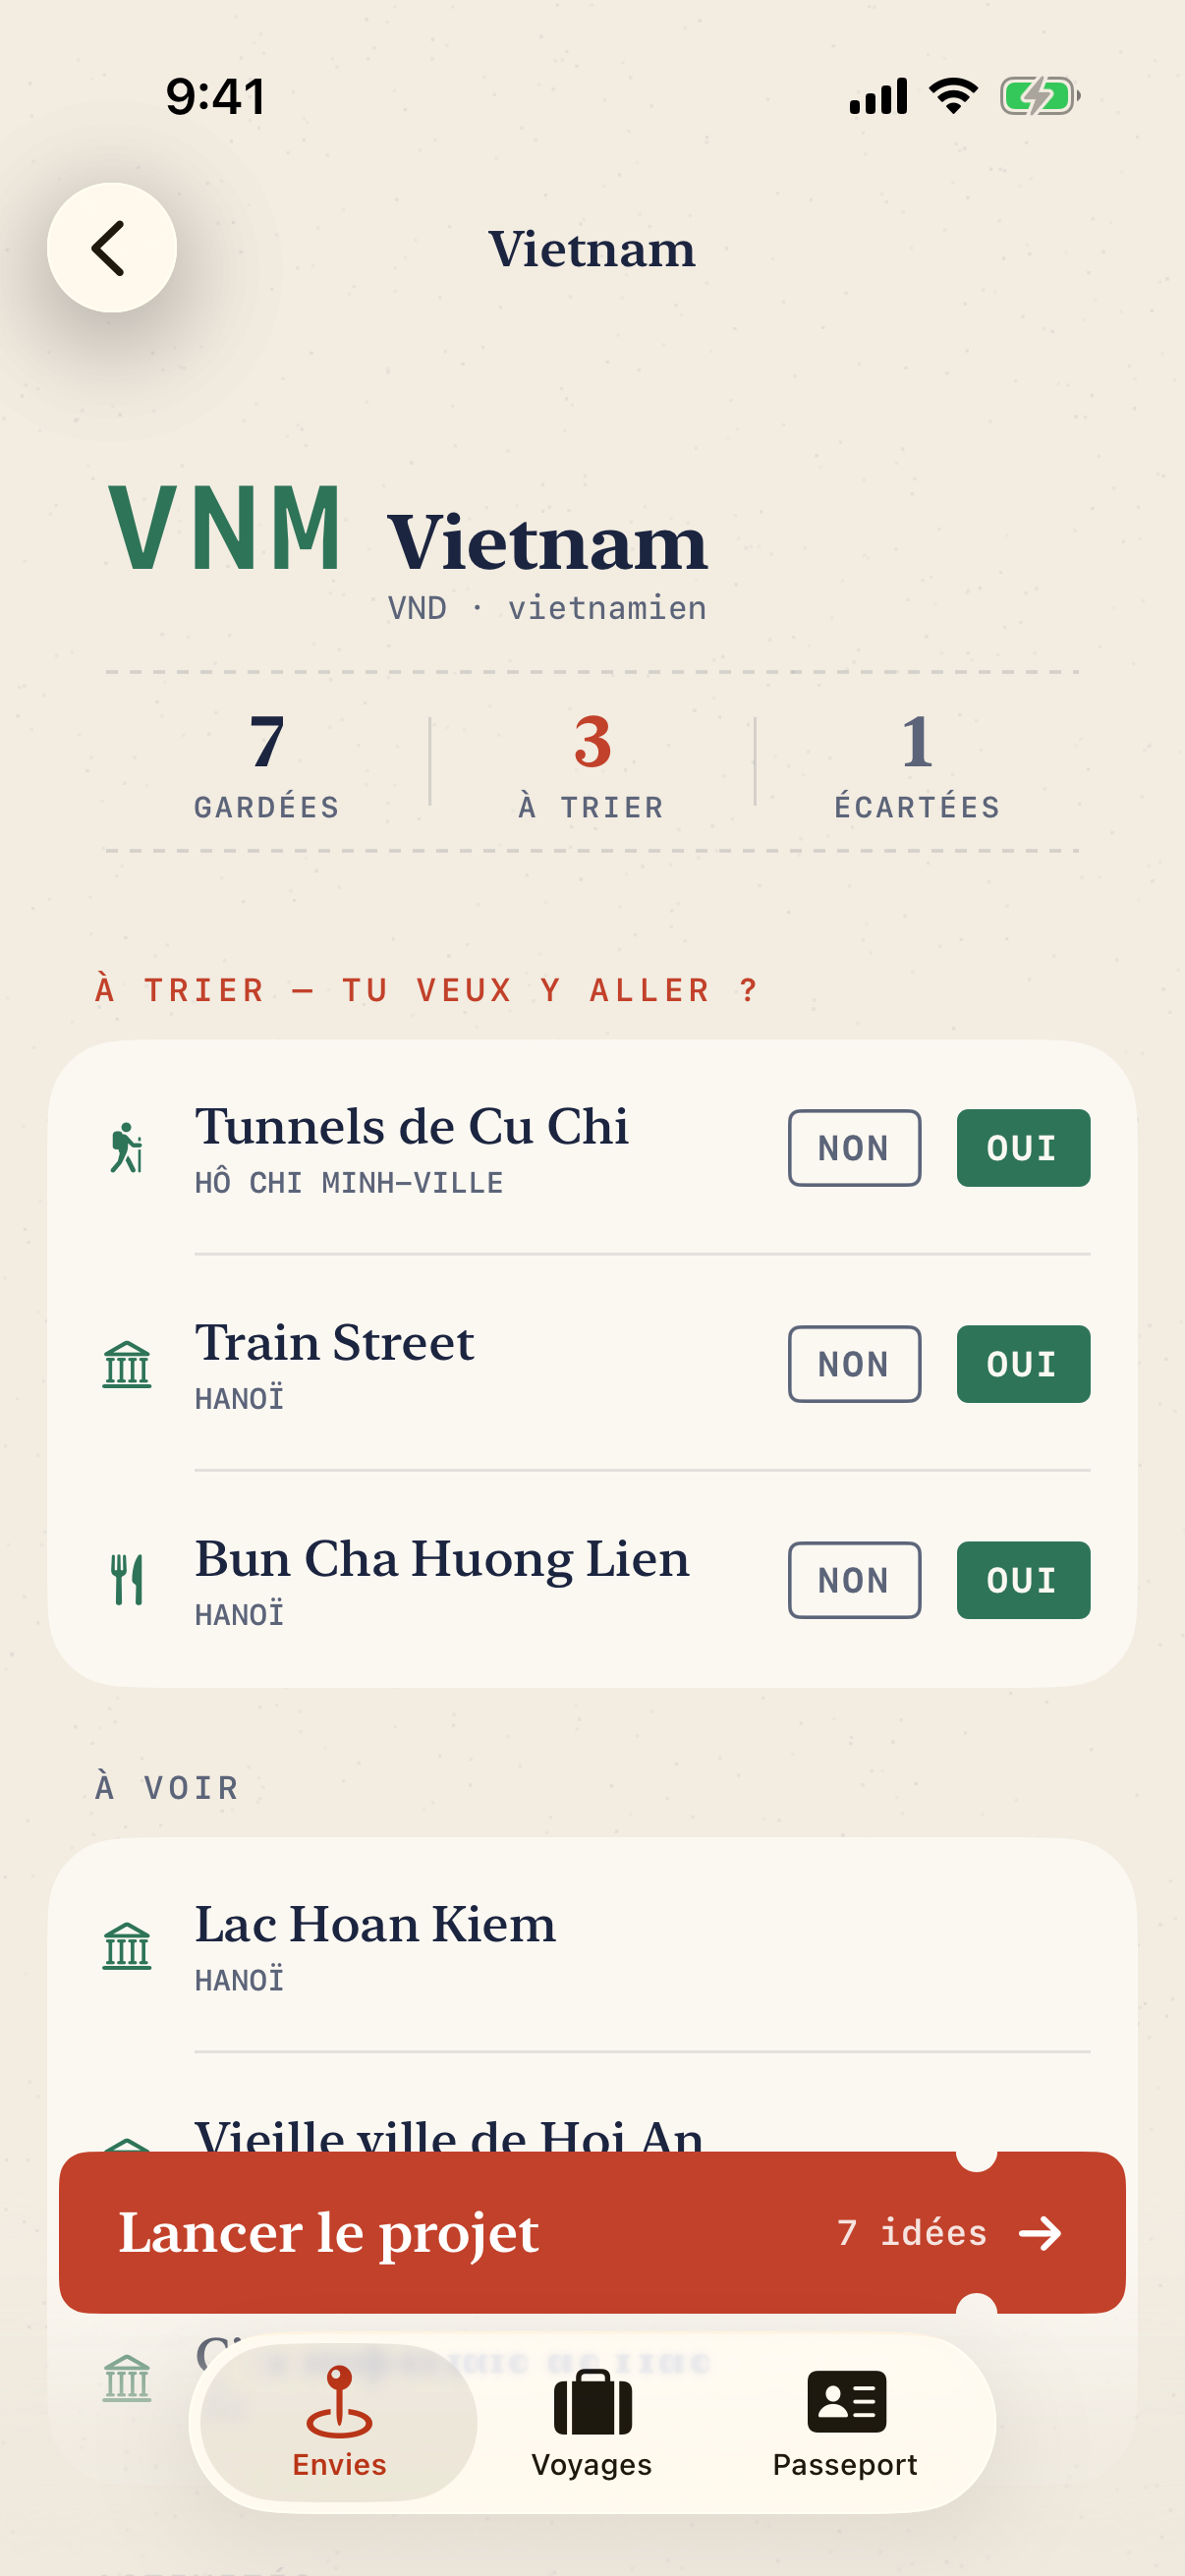 9:41
Vietnam
VNM Vietnam
VND · vietnamien
7
GARDÉES
3
À TRIER
1
ÉCARTÉES
À TRIER — TU VEUX Y ALLER ?
Tunnels de Cu Chi
HÔ CHI MINH-VILLE
NON
OUI
Train Street
HANOÏ
NON
OUI
Bun Cha Huong Lien
HANOÏ
NON
OUI
À VOIR
Lac Hoan Kiem
HANOÏ
Vieille ville de Hoi An
Lancer le projet
7 idées
Envies
Voyages
Passeport